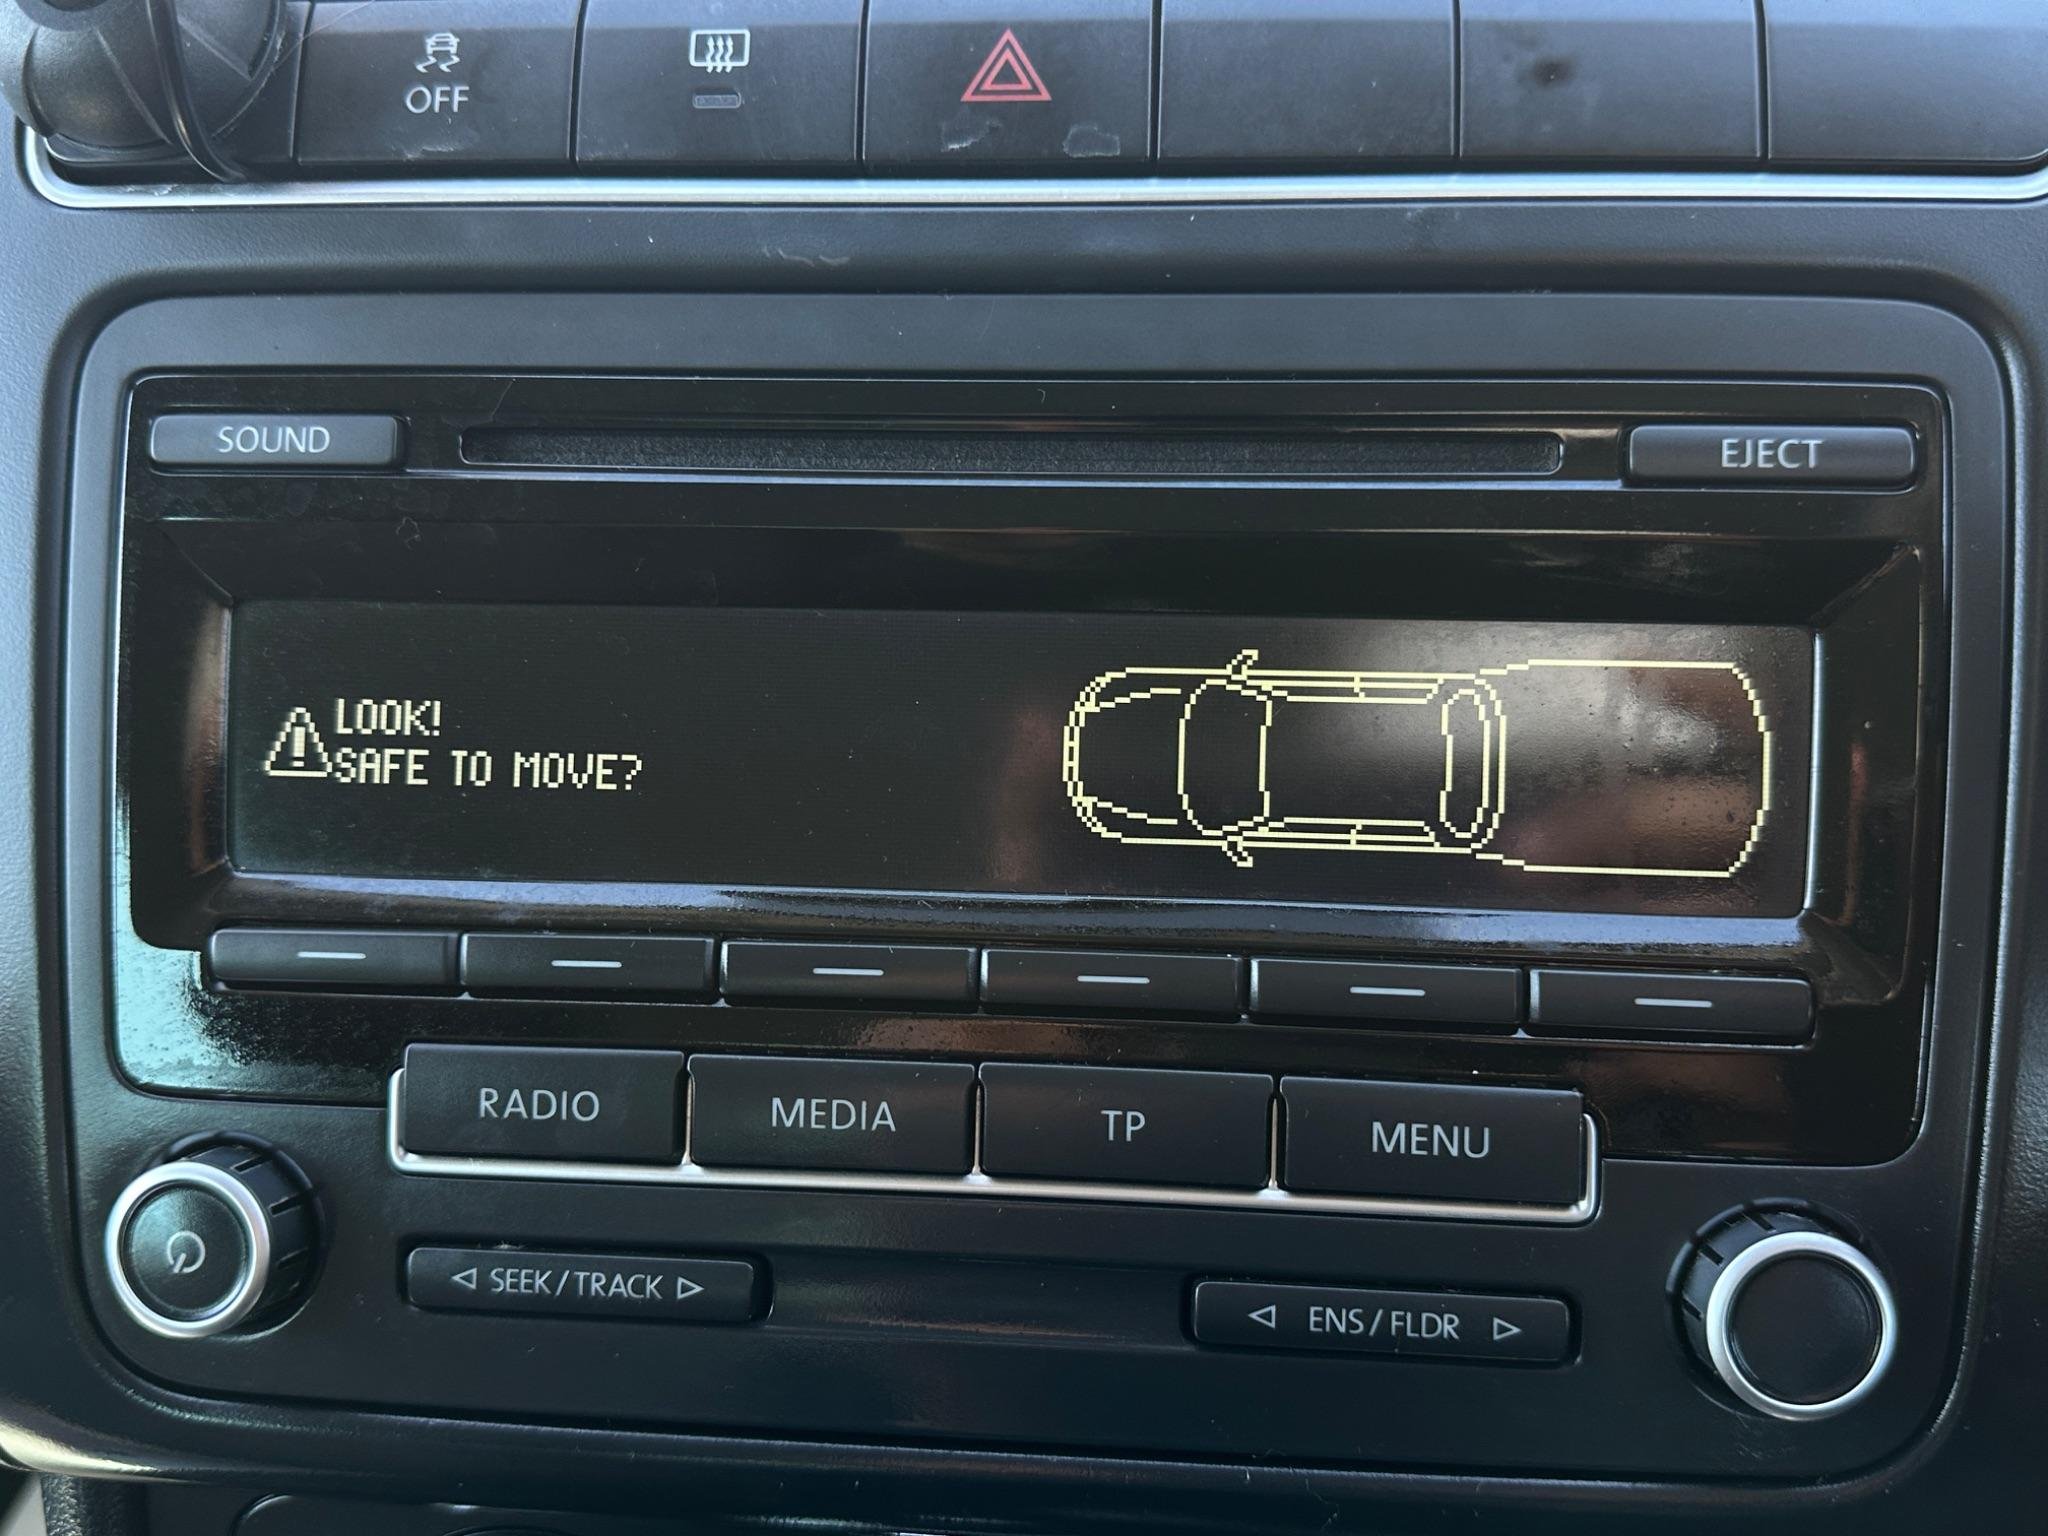 OFF
SOUND
EJECT
LOOK!
SAFE TO MOVE?
RADIO
MEDIA
TP
MENU
SEEK/TRACK
ENS/FLDR